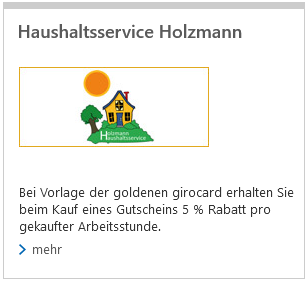 Haushaltsservice Holzmann
Holzmann
Haushaltsservice
Bei Vorlage der goldenen girocard erhalten Sie
beim Kauf eines Gutscheins 5 % Rabatt pro
gekaufter Arbeitsstunde.
mehr